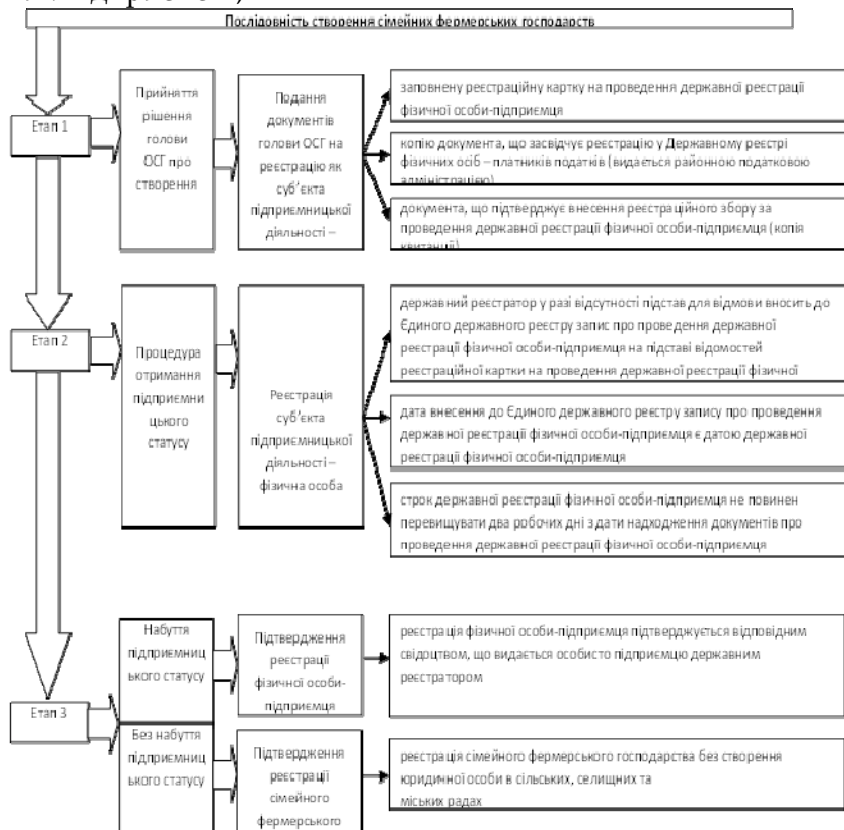 Послідовність створення сімейних фермерських господарств
Етап 1
Прийняття
рішення
голови
ОСГ про
створення
Подання
документів
голови ОСГ на
реєстрацію як
суб'єкта
підприємницької
діяльності –
заповнену реєстраційну картку на проведення державної реєстрації
фізичної особи-підприємця
копію документа, що засвідчує реєстрацію у Державному реєстрі
фізичних осіб – платників податків (видається районною податковою
адміністрацією)
документа, що підтверджує внесення реєстраційного збору за
проведення державної реєстрації фізичної особи-підприємця (копія
квитанції)
Етап 2
Процедура
отримання
підприємни
цького
статусу
Реєстрація
суб'єкта
підприємницької
діяльності –
фізична особа
державний реєстратор у разі відсутності підстав для відмови вносить до
Єдиного державного реєстру запис про проведення державної
реєстрації фізичної особи-підприємця на підставі відомостей
реєстраційної картки на проведення державної реєстрації фізичної
дата внесення до Єдиного державного реєстру запису про проведення
державної реєстрації фізичної особи-підприємця є датою державної
реєстрації фізичної особи-підприємця
строк державної реєстрації фізичної особи-підприємця не повинен
перевищувати два робочих дні з дати надходження документів про
проведення державної реєстрації фізичної особи-підприємця
Етап 3
Набуття
підприємниц
ького статусу
Підтвердження
реєстрації
фізичної особи-
підприємця
реєстрація фізичної особи-підприємця підтверджується відповідним
свідоцтвом, що видається особисто підприємцю державним
реєстратором
Без набуття
підприємниц
ького статусу
Підтвердження
реєстрації
сімейного
фермерського
реєстрація сімейного фермерського господарства без створення
юридичної особи в сільських, селищних та
міських радах